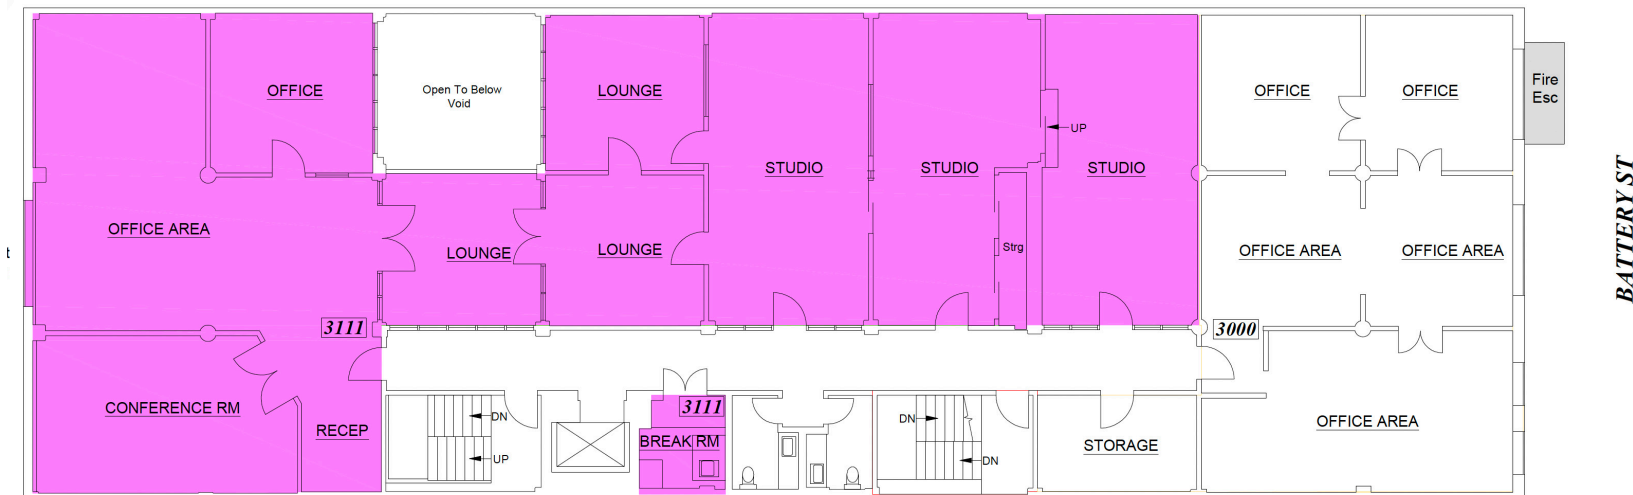 OFFICE
Open To Below
Void
LOUNGE
STUDIO
STUDIO
UP
STUDIO
OFFICE
OFFICE
Fire
Esc
BATTERY ST
t
OFFICE AREA
LOUNGE
LOUNGE
Strg
OFFICE AREA
OFFICE AREA
3111
3000
CONFERENCE RM
RECEP
DN
UP
3111
BREAK RM
DN
DN
STORAGE
OFFICE AREA